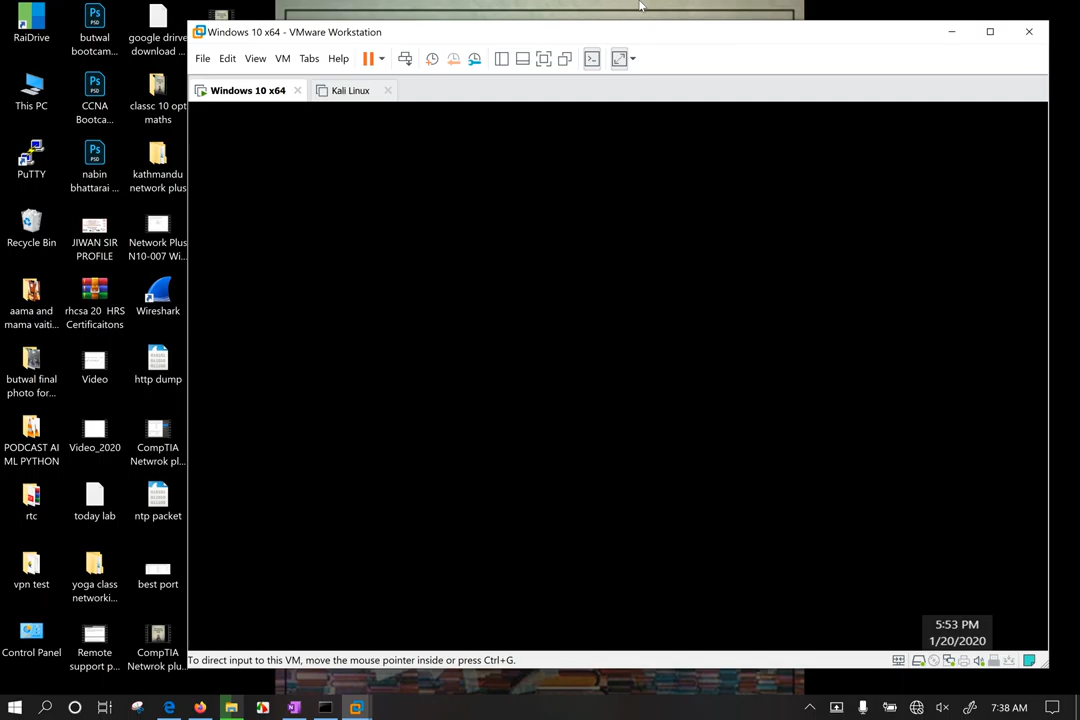 RaiDrive
butwal
bootcam...
google drirve
download ...
This PC
CCNA
Bootca...
classc 10 opt
maths
PuTTY
nabin
bhattarai ...
kathmandu
network plus
Recycle Bin
JIWAN SIR
PROFILE
Network Plus
N10-007 Wi...
aama and
mama vaiti...
rhcsa 20 HRS
Certificaitons
Wireshark
butwal final
photo for...
Video
http dump
PODCAST AI
ML PYTHON
Video_2020
CompTIA
Netwrok pl...
rtc
today lab
ntp packet
vpn test
yoga class
networki...
best port
Control Panel
Remote
support p...
CompTIA
Netwrok plu...
Windows 10 x64 - VMware Workstation
File Edit View VM Tabs Help
Windows 10 x64
Kali Linux
5:53 PM
1/20/2020
To direct input to this VM, move the mouse pointer inside or press Ctrl+G.
7:38 AM